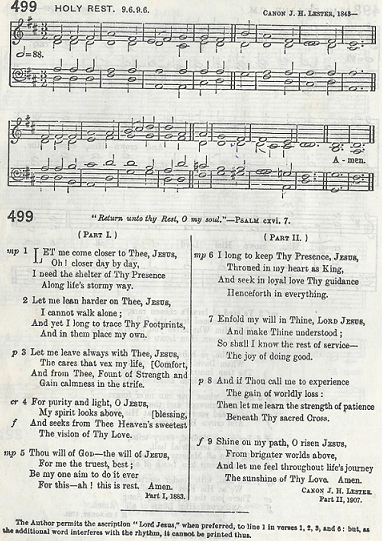 499 HOLY REST. 9.6.9.6. CANON J. H. LESTER, 1845—
=88.
A - men.
499 "Return unto thy Rest, O my soul."—PSALM cxvi. 7.
( PART I. )
mp 1 LET me come closer to Thee, JESUS,
Oh ! closer day by day,
I need the shelter of Thy Presence
Along life's stormy way.
2 Let me lean harder on Thee, JESUS,
I cannot walk alone ;
And yet I long to trace Thy Footprints,
And in them place my own.
p 3 Let me leave always with Thee, JESUS,
The cares that vex my life, [Comfort,
And from Thee, Fount of Strength and
Gain calmness in the strife.
cr 4 For purity and light, O JESUS,
My spirit looks above, [blessing,
f And seeks from Thee Heaven's sweetest
The vision of Thy Love.
mp 5 Thou will of GOD—the will of JESUS,
For me the truest, best ;
Be my one aim to do it ever
For this—ah ! this is rest. Amen.
Part I, 1883.
( PART II. )
mp 6 I long to keep Thy Presence, JESUS,
Throned in my heart as King,
And seek in loyal love Thy guidance
Henceforth in everything.
7 Enfold my will in Thine, LORD JESUS,
And make Thine understood ;
So shall I know the rest of service—
The joy of doing good.
p 8 And if Thou call me to experience
The gain of worldly loss :
Then let me learn the strength of patience
Beneath Thy sacred Cross.
f 9 Shine on my path, O risen JESUS,
From brighter worlds above,
And let me feel throughout life's journey
The sunshine of Thy Love. Amen.
CANON J. H. LESTER.
Part II, 1907.
The Author permits the ascription "Lord Jesus," when preferred, to line 1 in verses 1, 2, 3, and 6 : but, as
the additional word interferes with the rhythm, it cannot be printed thus.